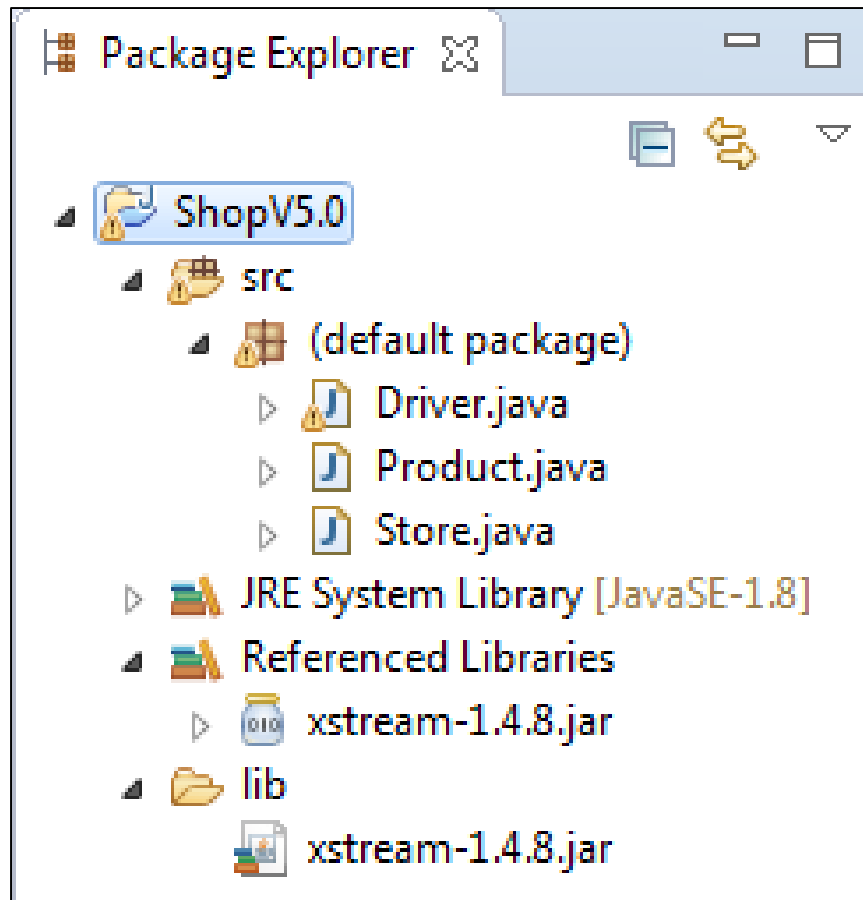 Package Explorer
ShopV5.0
src
(default package)
Driver.java
Product.java
Store.java
JRE System Library [JavaSE-1.8]
Referenced Libraries
xstream-1.4.8.jar
lib
xstream-1.4.8.jar